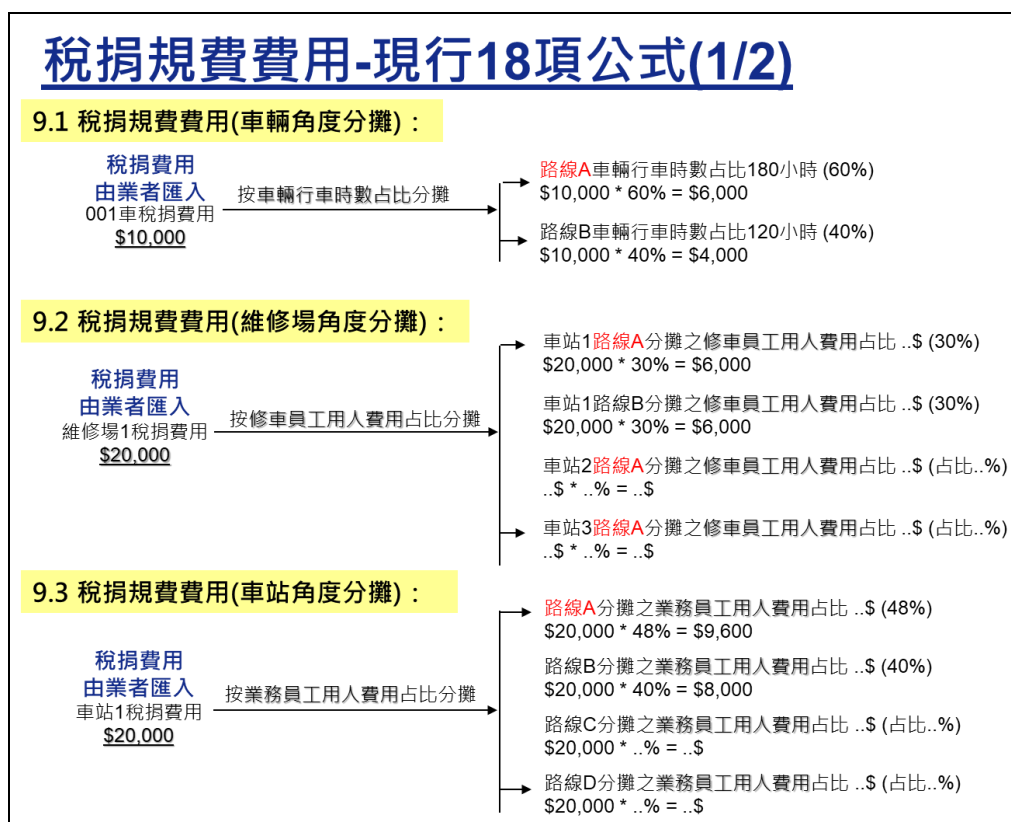 稅捐規費費用-現行18項公式(1/2)
9.1 稅捐規費費用(車輛角度分攤)：
稅捐費用
由業者匯入
001車稅捐費用
$10,000
按車輛行車時數占比分攤
路線A車輛行車時數占比180小時 (60%)
$10,000 * 60% = $6,000
路線B車輛行車時數占比120小時 (40%)
$10,000 * 40% = $4,000
9.2 稅捐規費費用(維修場角度分攤)：
稅捐費用
由業者匯入
維修場1稅捐費用
$20,000
按修車員工用人費用占比分攤
車站1路線A分攤之修車員工用人費用占比 ..$ (30%)
$20,000 * 30% = $6,000
車站1路線B分攤之修車員工用人費用占比 ..$ (30%)
$20,000 * 30% = $6,000
車站2路線A分攤之修車員工用人費用占比 ..$ (占比..%)
..$ * ..% = ..$
車站3路線A分攤之修車員工用人費用占比 ..$ (占比..%)
..$ * ..% = ..$
9.3 稅捐規費費用(車站角度分攤)：
稅捐費用
由業者匯入
車站1稅捐費用
$20,000
按業務員工用人費用占比分攤
路線A分攤之業務員工用人費用占比 ..$ (48%)
$20,000 * 48% = $9,600
路線B分攤之業務員工用人費用占比 ..$ (40%)
$20,000 * 40% = $8,000
路線C分攤之業務員工用人費用占比 ..$ (占比..%)
$20,000 * ..% = ..$
路線D分攤之業務員工用人費用占比 ..$ (占比..%)
$20,000 * ..% = ..$